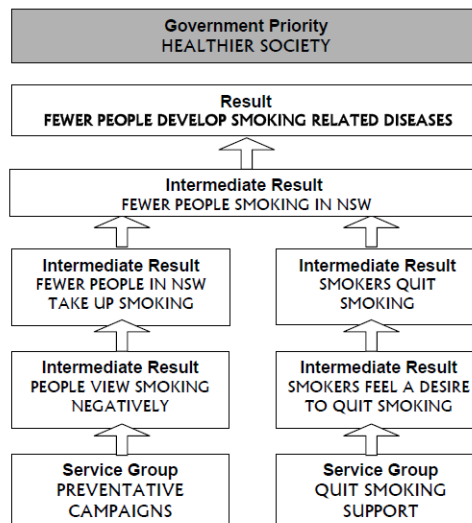 Government Priority
HEALTHIER SOCIETY
Result
FEWER PEOPLE DEVELOP SMOKING RELATED DISEASES
Intermediate Result
FEWER PEOPLE SMOKING IN NSW
Intermediate Result
FEWER PEOPLE IN NSW
TAKE UP SMOKING
Intermediate Result
SMOKERS QUIT
SMOKING
Intermediate Result
PEOPLE VIEW SMOKING
NEGATIVELY
Intermediate Result
SMOKERS FEEL A DESIRE
TO QUIT SMOKING
Service Group
PREVENTATIVE
CAMPAIGNS
Service Group
QUIT SMOKING
SUPPORT